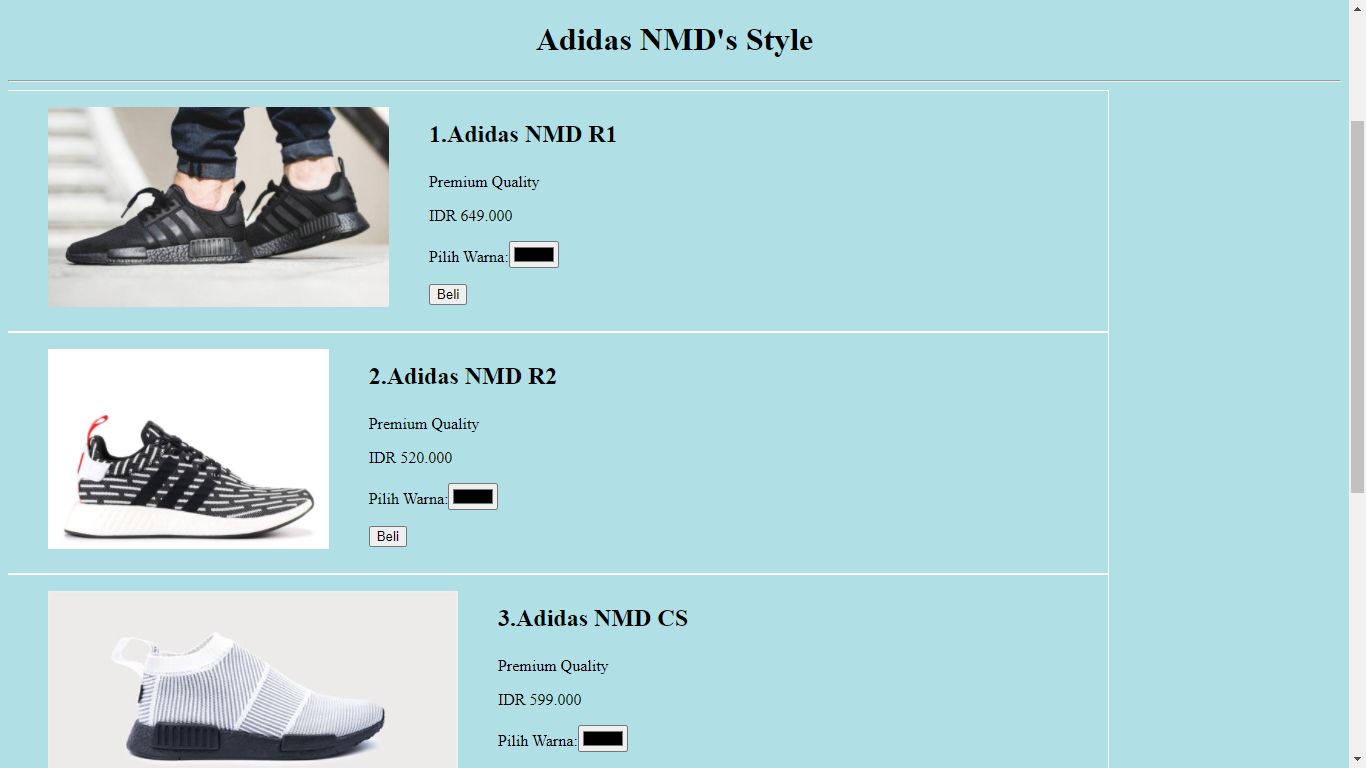 Adidas NMD's Style
1.Adidas NMD R1
Premium Quality
IDR 649.000
Pilih Warna:
Beli
2.Adidas NMD R2
Premium Quality
IDR 520.000
Pilih Warna:
Beli
3.Adidas NMD CS
Premium Quality
IDR 599.000
Pilih Warna: